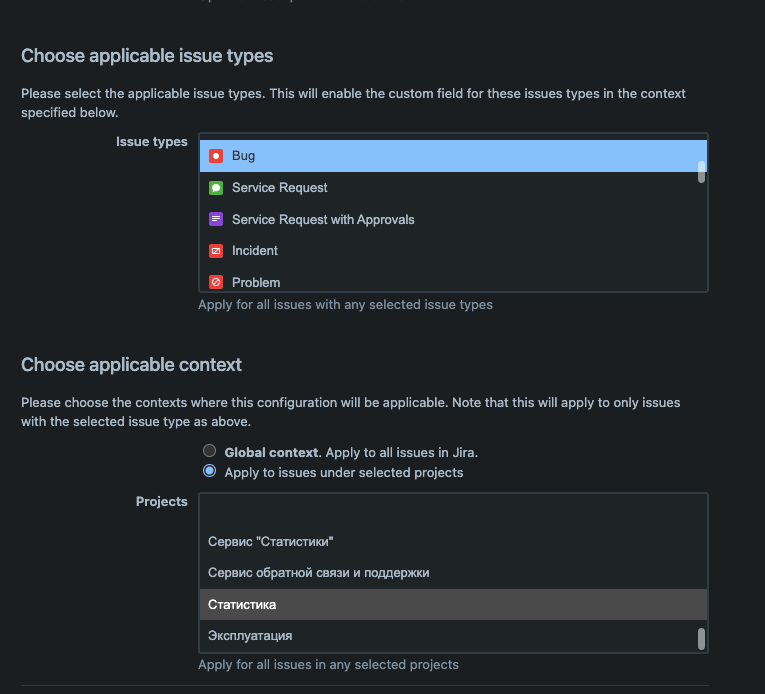 Choose applicable issue types
Please select the applicable issue types. This will enable the custom field for these issues types in the context
specified below.
Issue types
Bug
Service Request
Service Request with Approvals
Incident
Problem
Apply for all issues with any selected issue types
Choose applicable context
Please choose the contexts where this configuration will be applicable. Note that this will apply to only issues
with the selected issue type as above.
Global context. Apply to all issues in Jira.
Apply to issues under selected projects
Projects
Сервис "Статистики"
Сервис обратной связи и поддержки
Статистика
Эксплуатация
Apply for all issues in any selected projects